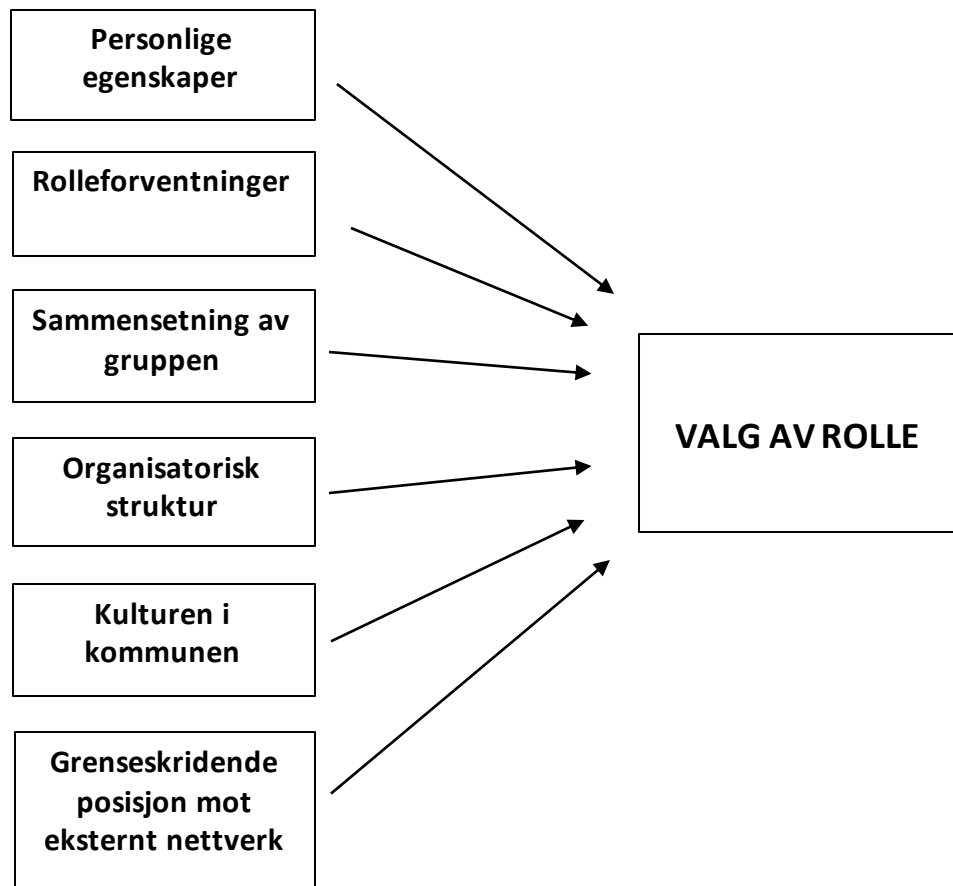 Personlige
egenskaper
Rolleforventninger
Sammensetning av
gruppen
Organisatorisk
struktur
Kulturen i
kommunen
Grenseskridende
posisjon mot
eksternt nettverk
VALG AV ROLLE